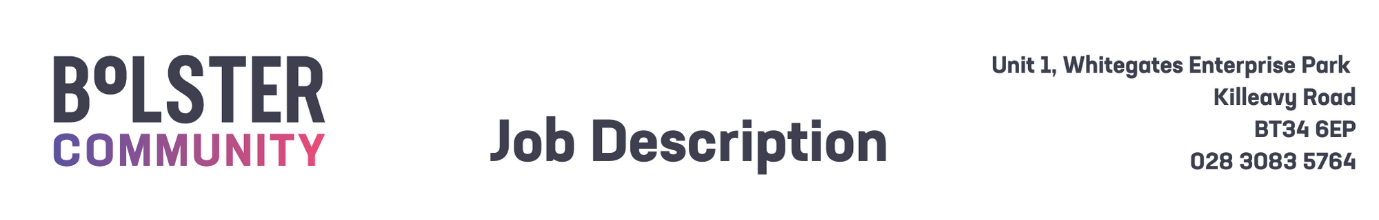 BOLSTER
COMMUNITY
Job Description
Unit 1, Whitegates Enterprise Park
Killeavy Road
BT34 6EP
028 3083 5764